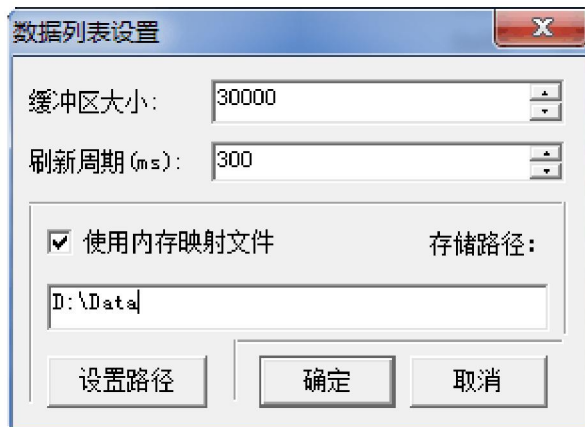 数据列表设置
缓冲区大小: 30000
刷新周期(ms): 300
使用内存映射文件 存储路径:
D:\Data
设置路径 确定 取消